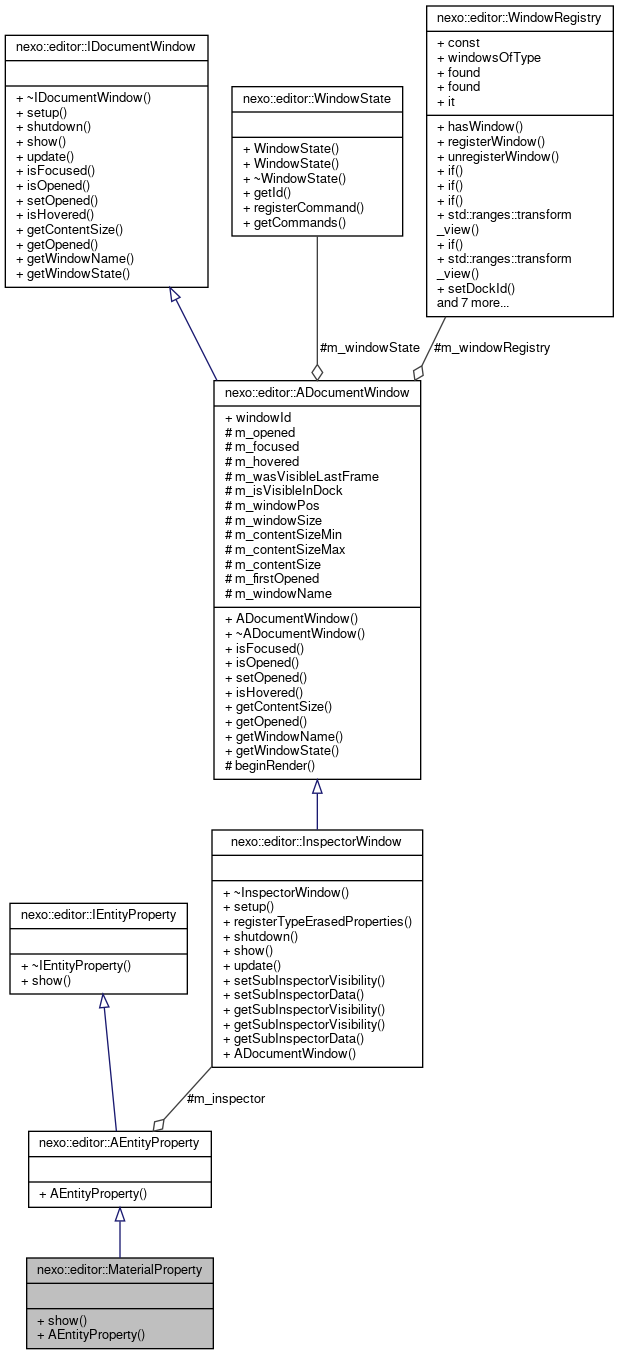 nexo::editor::WindowRegistry
+ const
+ windowsOfType
+ found
+ found
+ it
+ hasWindow()
+ registerWindow()
+ unregisterWindow()
+ if()
+ if()
+ if()
+ std::ranges::transform
_view()
+ if()
+ std::ranges::transform
_view()
+ setDockId()
and 7 more...
nexo::editor::IDocumentWindow
+ ~IDocumentWindow()
+ setup()
+ shutdown()
+ show()
+ update()
+ isFocused()
+ isOpened()
+ setOpened()
+ isHovered()
+ getContentSize()
+ getOpened()
+ getWindowName()
+ getWindowState()
nexo::editor::WindowState
+ WindowState()
+ WindowState()
+ ~WindowState()
+ getId()
+ registerCommand()
+ getCommands()
#m_windowState
#m_windowRegistry
nexo::editor::ADocumentWindow
+ windowId
# m_opened
# m_focused
# m_hovered
# m_wasVisibleLastFrame
# m_isVisibleInDock
# m_windowPos
# m_windowSize
# m_contentSizeMin
# m_contentSizeMax
# m_contentSize
# m_firstOpened
# m_windowName
+ ADocumentWindow()
+ ~ADocumentWindow()
+ isFocused()
+ isOpened()
+ setOpened()
+ isHovered()
+ getContentSize()
+ getOpened()
+ getWindowName()
+ getWindowState()
# beginRender()
nexo::editor::InspectorWindow
+ ~InspectorWindow()
+ setup()
+ registerTypeErasedProperties()
+ shutdown()
+ show()
+ update()
+ setSubInspectorVisibility()
+ setSubInspectorData()
+ getSubInspectorVisibility()
+ getSubInspectorVisibility()
+ getSubInspectorData()
+ ADocumentWindow()
nexo::editor::IEntityProperty
+ ~IEntityProperty()
+ show()
#m_inspector
nexo::editor::AEntityProperty
+ AEntityProperty()
nexo::editor::MaterialProperty
+ show()
+ AEntityProperty()